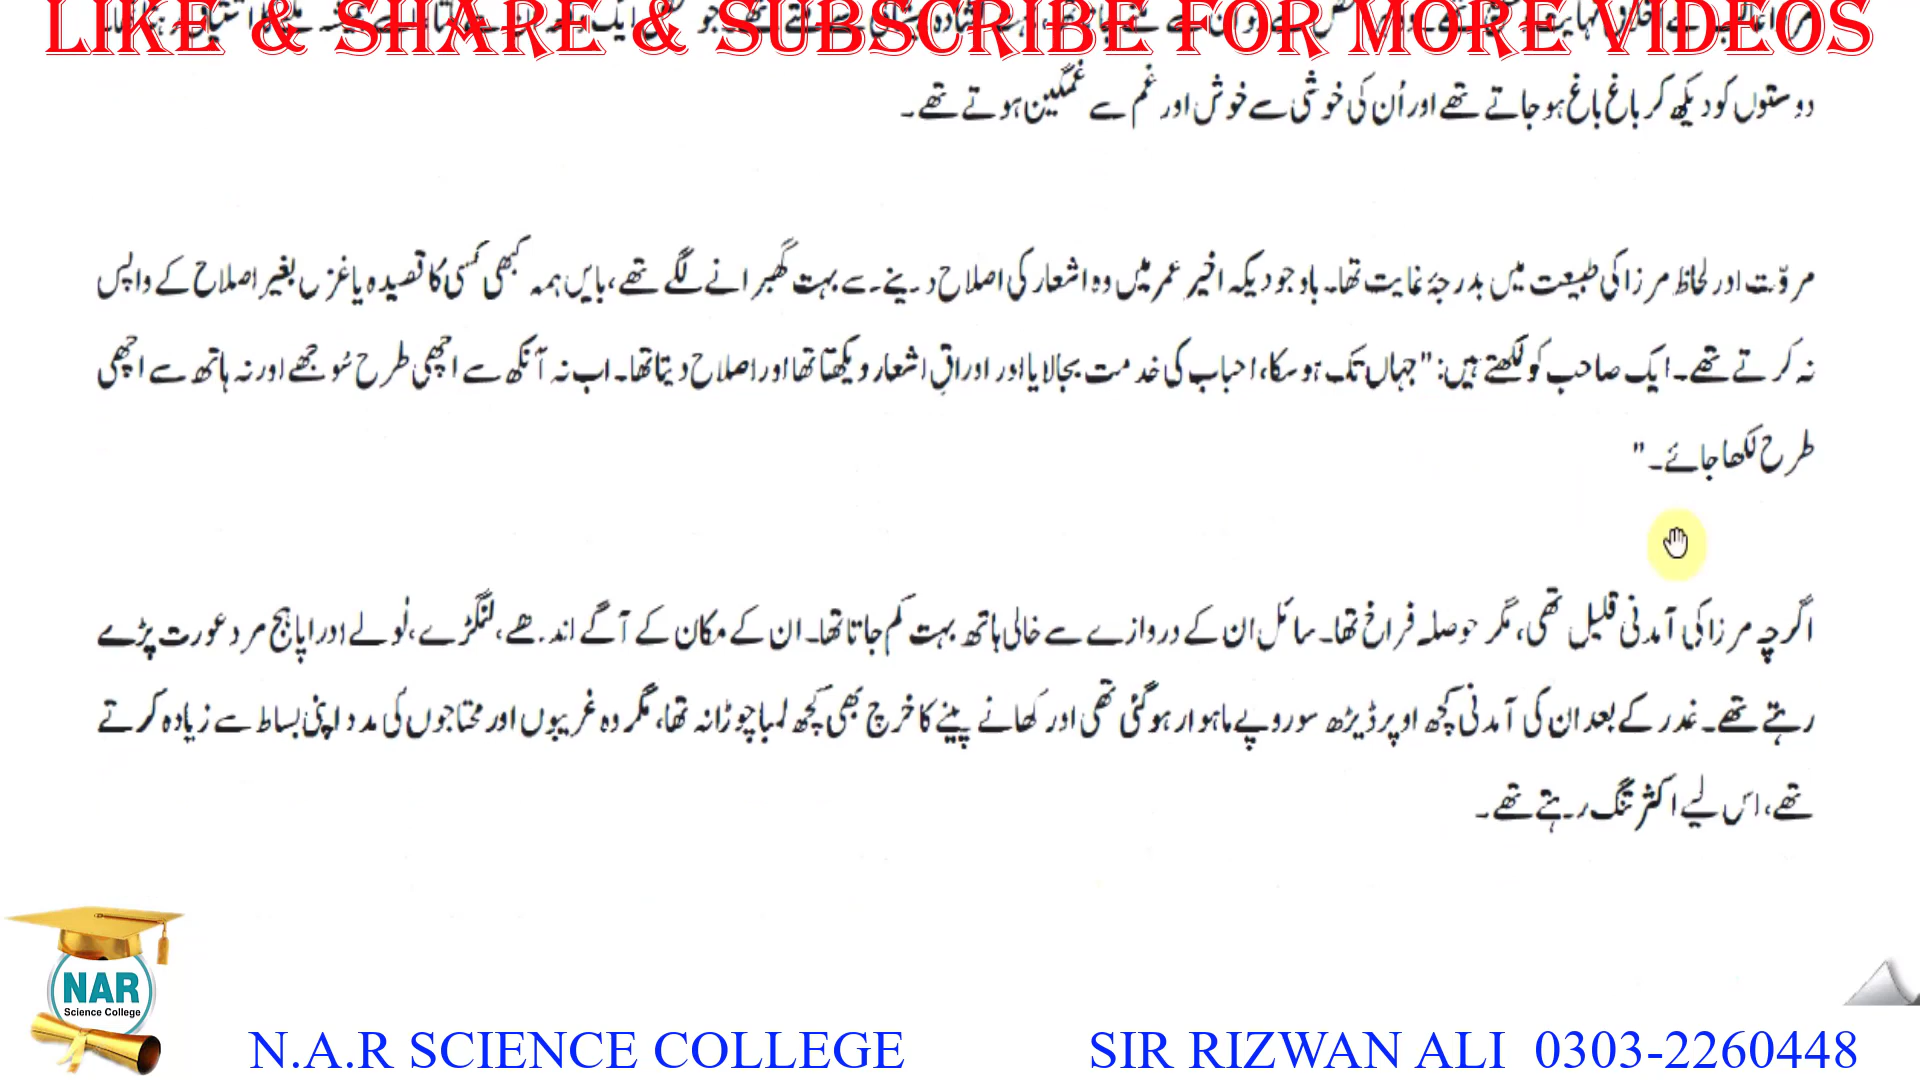 LIKE & SHARE & SUBSCRIBE FOR MORE VIDEOS
دوستوں کو دیکھ کر باغ باغ ہو جاتے تھے اور اُن کی خوشی سے خوش اور غم سے غمگین ہوتے تھے۔
مروّت اور لحاظ مرزا کی طبیعت میں بدرجۂ غایت تھا۔ باوجودیکہ اخیر عمر میں وہ اشعار کی اصلاح دینے سے بہت گھبرانے لگے تھے، بایں ہمہ کبھی کسی کا قصیدہ یا غزل بغیر اصلاح کے واپس
نہ کرتے تھے۔ ایک صاحب کو لکھتے ہیں: "جہاں تک ہو سکا، احباب کی خدمت بجا لایا اور اوراقِ اشعار دیکھتا تھا اور اصلاح دیتا تھا۔ اب نہ آنکھ سے اچھی طرح سُوجھے اور نہ ہاتھ سے اچھی
طرح لکھا جائے۔"
اگرچہ مرزا کی آمدنی قلیل تھی، مگر حوصلہ فراخ تھا۔ سائل ان کے دروازے سے خالی ہاتھ بہت کم جاتا تھا۔ ان کے مکان کے آگے اندھے، لنگڑے، لُولے اور اپاہج مرد عورت پڑے
رہتے تھے۔ غدر کے بعد ان کی آمدنی کچھ اوپر ڈیڑھ سو روپے ماہوار ہو گئی تھی اور کھانے پینے کا خرچ بھی کچھ لمبا چوڑا نہ تھا، مگر وہ غریبوں اور محتاجوں کی مدد اپنی بساط سے زیادہ کرتے
تھے، اس لیے اکثر تنگ رہتے تھے۔
NAR
Science College
N.A.R SCIENCE COLLEGE SIR RIZWAN ALI 0303-2260448